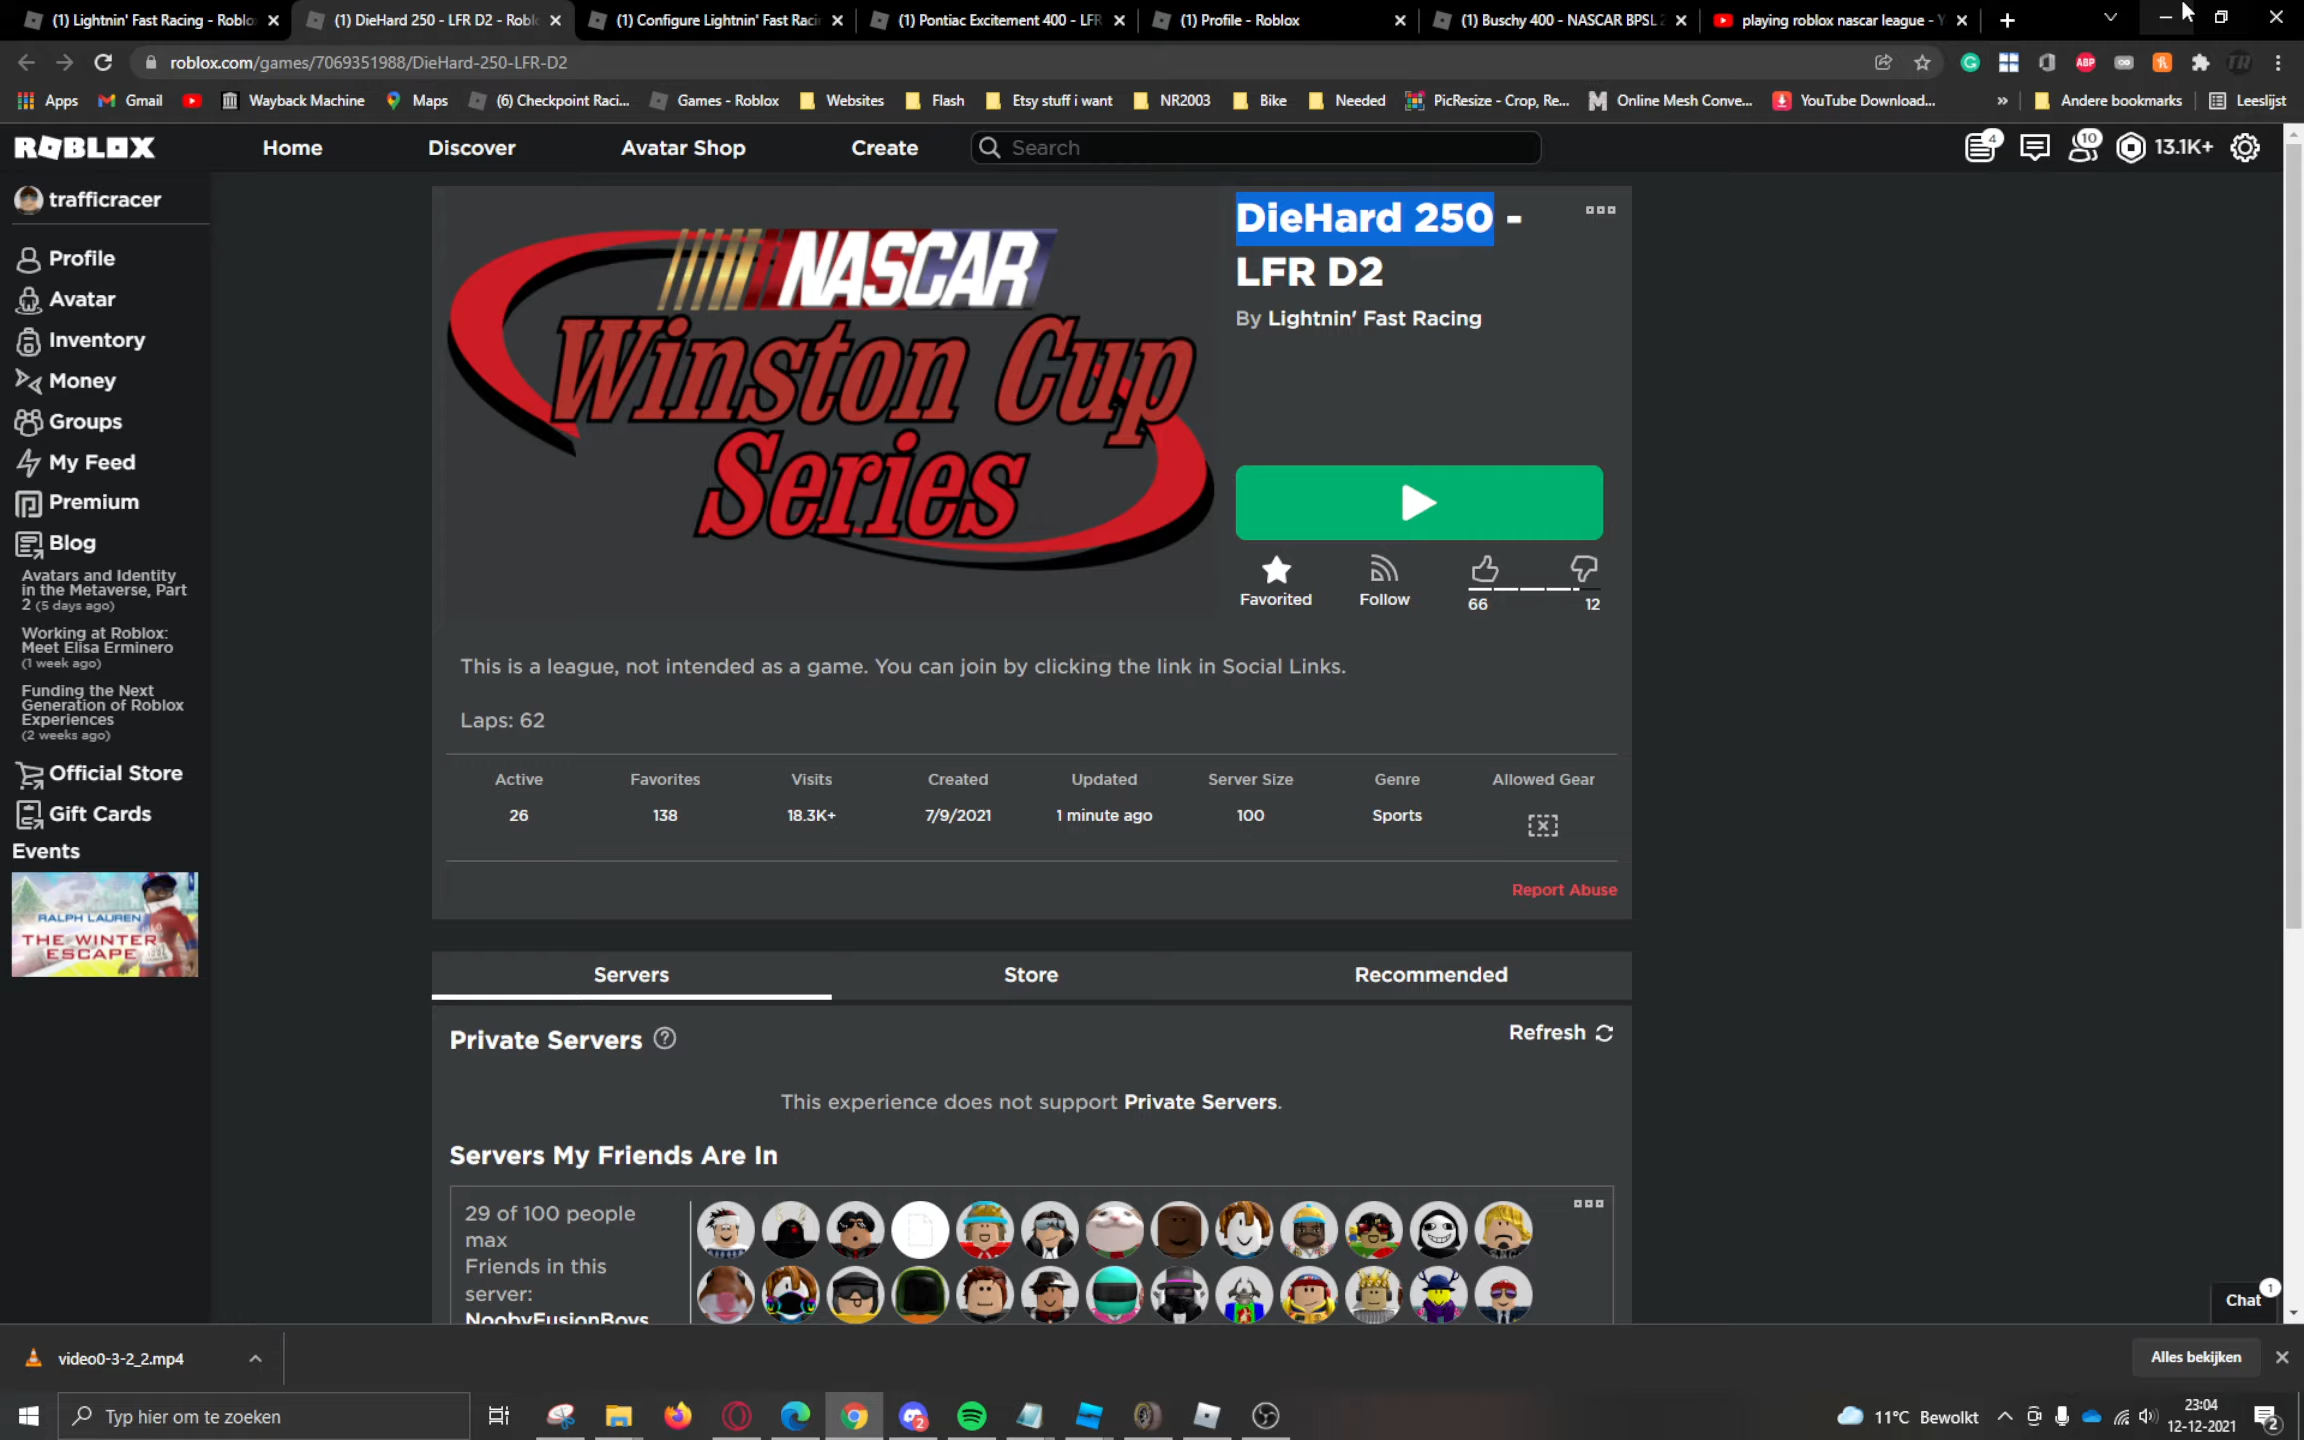 (1) Lightnin' Fast Racing - Roblo
(1) DieHard 250 - LFR D2 - Robl
(1) Configure Lightnin' Fast Raci
(1) Pontiac Excitement 400 - LFR
(1) Profile - Roblox
(1) Buschy 400 - NASCAR BPSL 2
playing roblox nascar league - Y
roblox.com/games/7069351988/DieHard-250-LFR-D2
ABP
TR
Apps
Gmail
Wayback Machine
Maps
(6) Checkpoint Raci...
Games - Roblox
Websites
Flash
Etsy stuff i want
NR2003
Bike
Needed
PicResize - Crop, Re...
Online Mesh Conve...
YouTube Download...
Andere bookmarks
Leeslijst
ROBLOX
Home
Discover
Avatar Shop
Create
Search
4
10
13.1K+
trafficracer
Profile
Avatar
Inventory
Money
Groups
My Feed
Premium
Blog
Avatars and Identity
in the Metaverse, Part
2 (5 days ago)
Working at Roblox:
Meet Elisa Erminero
(1 week ago)
Funding the Next
Generation of Roblox
Experiences
(2 weeks ago)
Official Store
Gift Cards
Events
RALPH LAUREN
THE WINTER
ESCAPE
NASCAR
Winston Cup
Series
DieHard 250 -
LFR D2
By Lightnin' Fast Racing
Favorited
Follow
66
12
This is a league, not intended as a game. You can join by clicking the link in Social Links.
Laps: 62
Active
Favorites
Visits
Created
Updated
Server Size
Genre
Allowed Gear
26
138
18.3K+
7/9/2021
1 minute ago
100
Sports
Report Abuse
Servers
Store
Recommended
Private Servers
Refresh
This experience does not support Private Servers.
Servers My Friends Are In
29 of 100 people
max
Friends in this
server:
NoobyFusionBoys
Chat
1
video0-3-2_2.mp4
Alles bekijken
Typ hier om te zoeken
2
11°C Bewolkt
23:04
12-12-2021
2